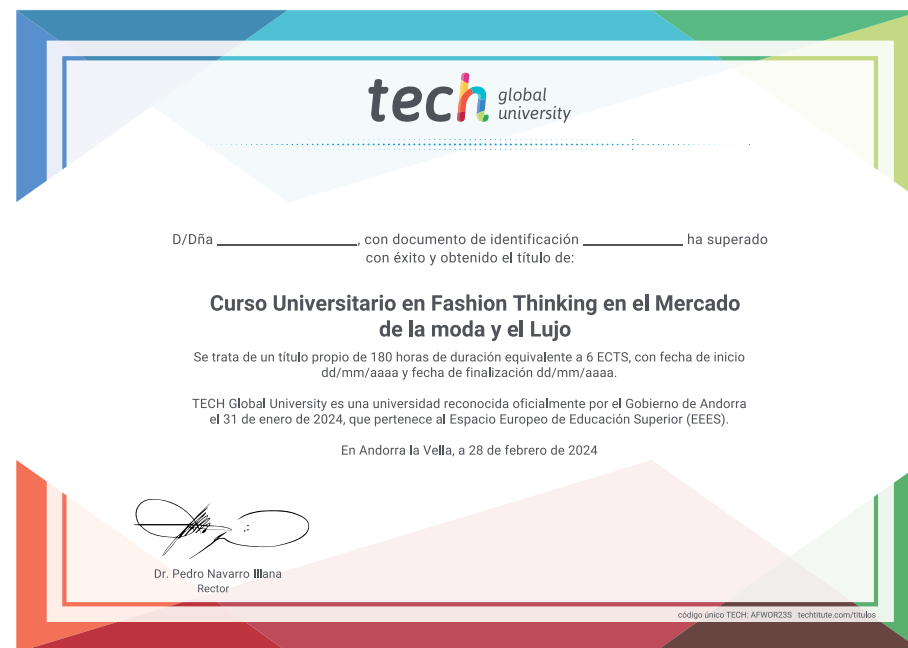 tech global
university
D/Dña ____________________, con documento de identificación ______________ ha superado
con éxito y obtenido el título de:
Curso Universitario en Fashion Thinking en el Mercado
de la moda y el Lujo
Se trata de un título propio de 180 horas de duración equivalente a 6 ECTS, con fecha de inicio
dd/mm/aaaa y fecha de finalización dd/mm/aaaa.
TECH Global University es una universidad reconocida oficialmente por el Gobierno de Andorra
el 31 de enero de 2024, que pertenece al Espacio Europeo de Educación Superior (EEES).
En Andorra la Vella, a 28 de febrero de 2024
Dr. Pedro Navarro Illana
Rector
código único TECH: AFWOR23S techtitute.com/titulos